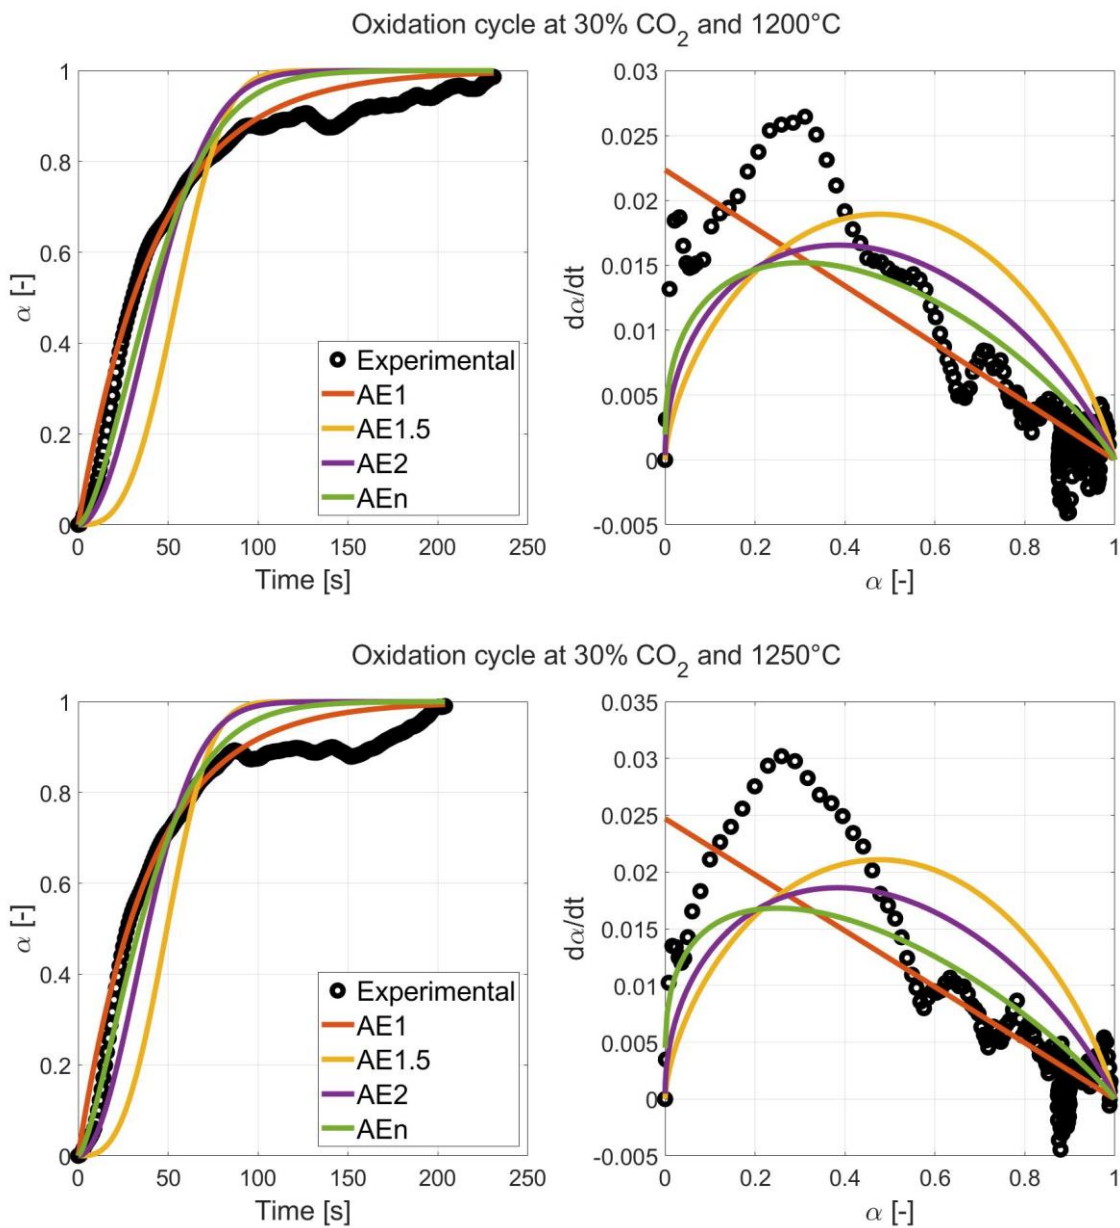 Oxidation cycle at 30% CO₂ and 1200°C
1
0.8
0.6
0.4
0.2
0
α [-]
0 50 100 150 200 250
Time [s]
Experimental
AE1
AE1.5
AE2
AEn
0.03
0.025
0.02
0.015
0.01
0.005
0
-0.005
dα/dt
0 0.2 0.4 0.6 0.8 1
α [-]
Oxidation cycle at 30% CO₂ and 1250°C
1
0.8
0.6
0.4
0.2
0
α [-]
0 50 100 150 200 250
Time [s]
Experimental
AE1
AE1.5
AE2
AEn
0.035
0.03
0.025
0.02
0.015
0.01
0.005
0
-0.005
dα/dt
0 0.2 0.4 0.6 0.8 1
α [-]